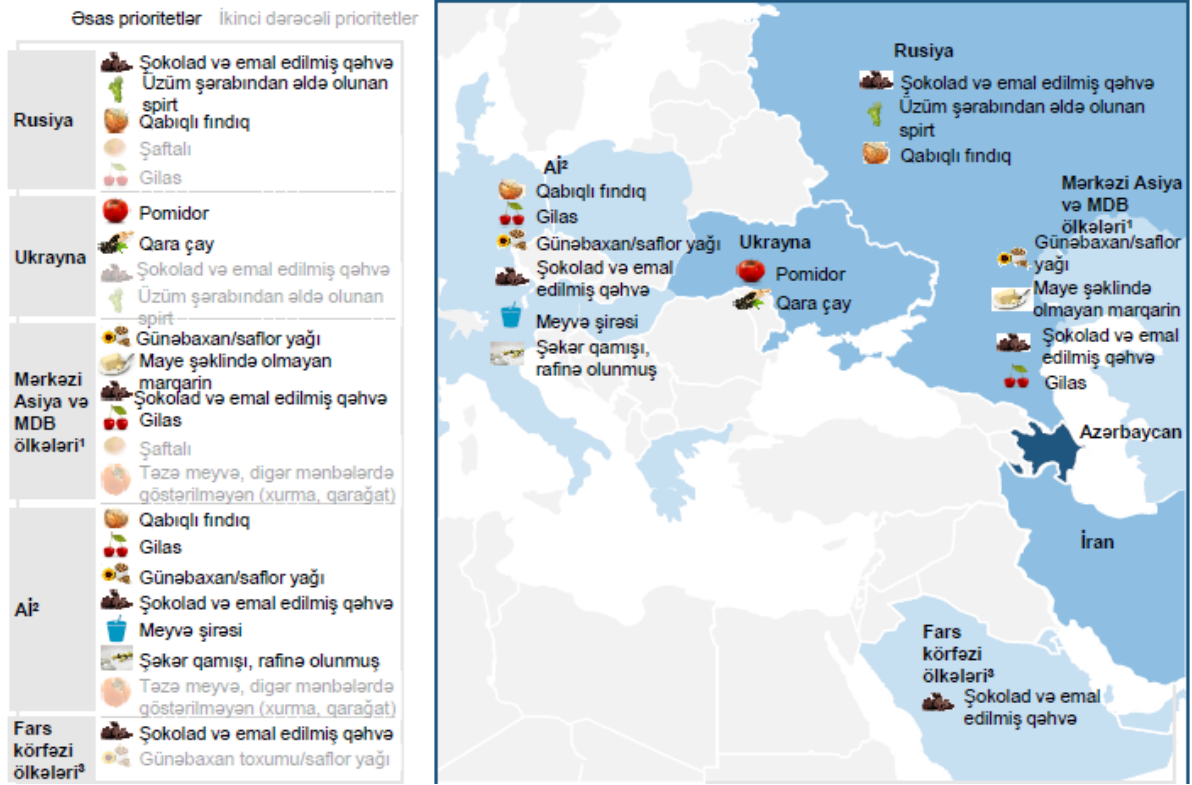 Əsas prioritetlər İkinci dərəcəli prioritetlər
Rusiya
Şokolad və emal edilmiş qəhvə
Üzüm şərabından əldə olunan
spirt
Qabıqlı fındıq
Şaftalı
Gilas
Ukrayna
Pomidor
Qara çay
Şokolad və emal edilmiş qəhvə
Üzüm şərabından əldə olunan
spirt
Mərkəzi
Asiya və
MDB
ölkələri¹
Günəbaxan/saflor yağı
Maye şəklində olmayan
marqarin
Şokolad və emal edilmiş qəhvə
Gilas
Şaftalı
Təzə meyvə, digər mənbələrdə
göstərilməyən (xurma, qarağat)
Aİ²
Qabıqlı fındıq
Gilas
Günəbaxan/saflor yağı
Şokolad və emal edilmiş qəhvə
Meyvə şirəsi
Şəkər qamışı, rafinə olunmuş
Təzə meyvə, digər mənbələrdə
göstərilməyən (xurma, qarağat)
Fars
körfəzi
ölkələri³
Şokolad və emal edilmiş qəhvə
Günəbaxan toxumu/saflor yağı
Rusiya
Şokolad və emal edilmiş qəhvə
Üzüm şərabından əldə olunan
spirt
Qabıqlı fındıq
Aİ²
Qabıqlı fındıq
Gilas
Günəbaxan/saflor yağı
Şokolad və emal
edilmiş qəhvə
Meyvə şirəsi
Şəkər qamışı,
rafinə olunmuş
Ukrayna
Pomidor
Qara çay
Mərkəzi Asiya
və MDB
ölkələri¹
Günəbaxan/saflor
yağı
Maye şəklində
olmayan marqarin
Şokolad və emal
edilmiş qəhvə
Gilas
Azərbaycan
İran
Fars
körfəzi
ölkələri³
Şokolad və emal
edilmiş qəhvə